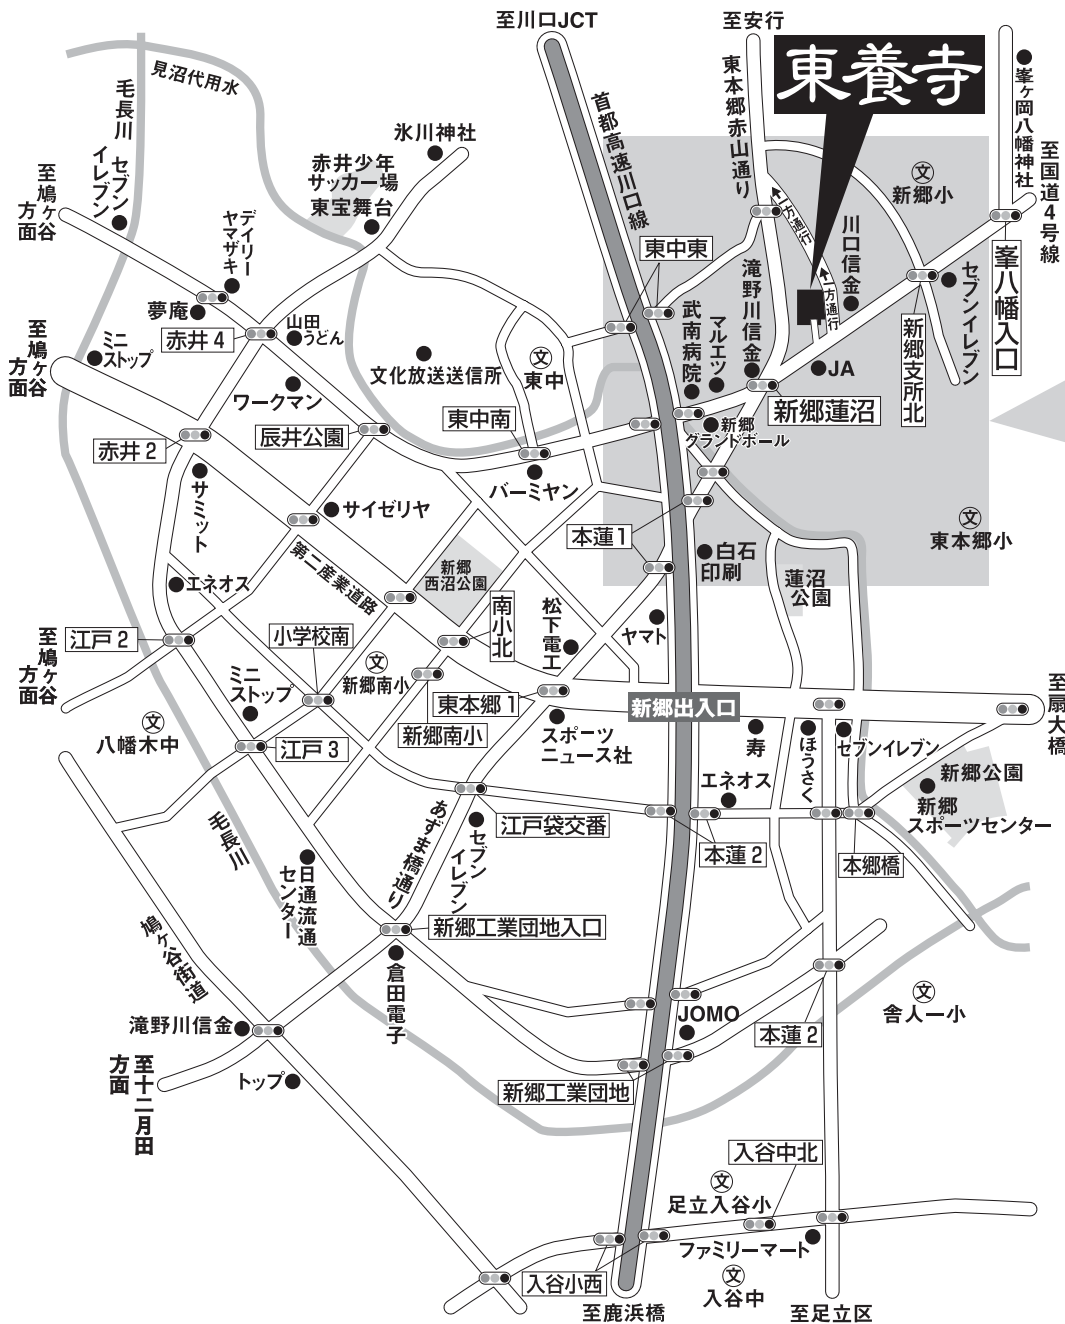 至川口JCT
至安行
東養寺
見沼代用水
毛長川
セブン
イレブン
至鳩ヶ谷
方面
氷川神社
赤井少年
サッカー場
東宝舞台
首都高速川口線
東本郷赤山通り
峯ヶ岡八幡神社
至国道4号線
新郷小
文
一方通行
一方通行
川口信金
デイリー
ヤマザキ
夢庵
赤井4
山田
うどん
東中東
滝野川信金
峯八幡入口
セブンイレブン
新郷支所北
至鳩ヶ谷
方面
ミニ
ストップ
ワークマン
文化放送送信所
文
東中
武南病院
マルエツ
JA
新郷蓮沼
赤井2
辰井公園
東中南
新郷
グランドボール
バーミヤン
サミット
サイゼリヤ
本蓮1
白石
印刷
文
東本郷小
第二産業道路
新郷
西沼公園
蓮沼
公園
エネオス
南小北
松下電工
ヤマト
至鳩ヶ谷
方面
江戸2
小学校南
文
新郷南小
ミニ
ストップ
東本郷1
新郷出入口
至扇大橋
文
八幡木中
江戸3
新郷南小
スポーツ
ニュース社
寿
ほうさく
セブンイレブン
エネオス
新郷公園
新郷
スポーツセンター
毛長川
あずま橋通り
江戸袋交番
セブン
イレブン
本蓮2
本郷橋
日通流通
センター
新郷工業団地入口
鳩ヶ谷街道
倉田電子
文
舎人一小
滝野川信金
JOMO
本蓮2
至十二月田
方面
トップ
新郷工業団地
入谷中北
文
足立入谷小
ファミリーマート
入谷小西
文
入谷中
至鹿浜橋
至足立区